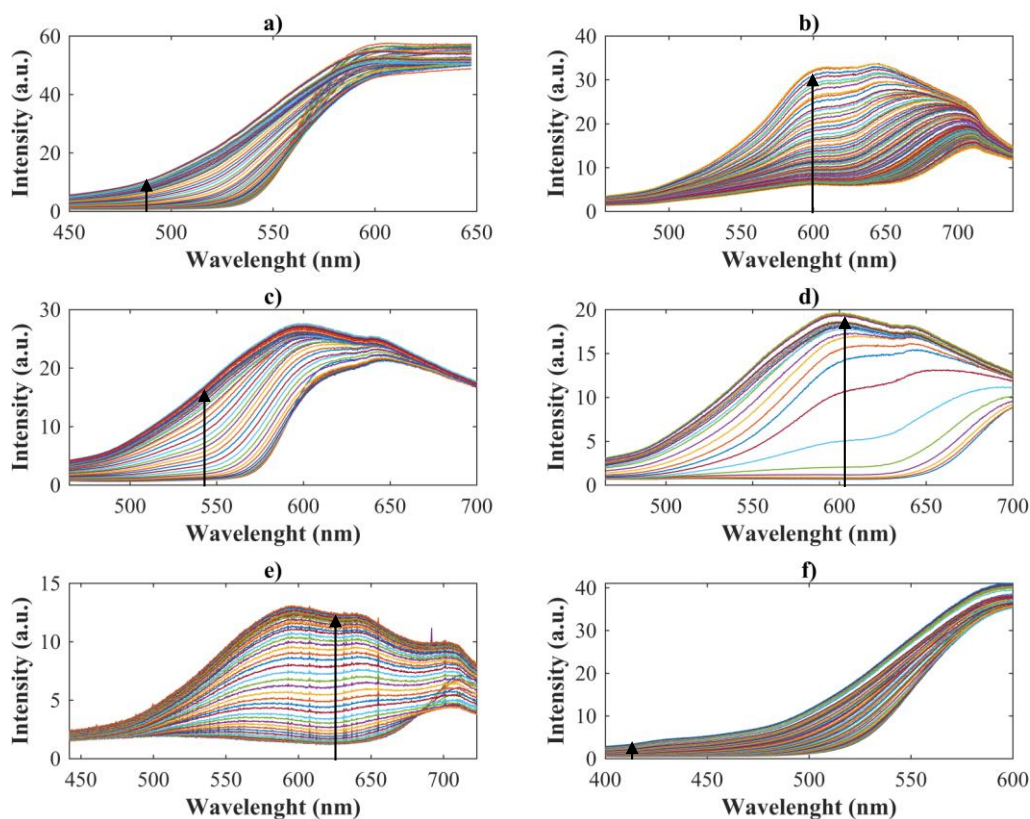 a)
Intensity (a.u.)
60
40
20
0
450 500 550 600 650
Wavelenght (nm)
b)
Intensity (a.u.)
40
30
20
10
0
500 550 600 650 700
Wavelenght (nm)
c)
Intensity (a.u.)
30
20
10
0
500 550 600 650 700
Wavelenght (nm)
d)
Intensity (a.u.)
20
15
10
5
0
500 550 600 650 700
Wavelenght (nm)
e)
Intensity (a.u.)
15
10
5
0
450 500 550 600 650 700
Wavelenght (nm)
f)
Intensity (a.u.)
40
30
20
10
0
400 450 500 550 600
Wavelenght (nm)